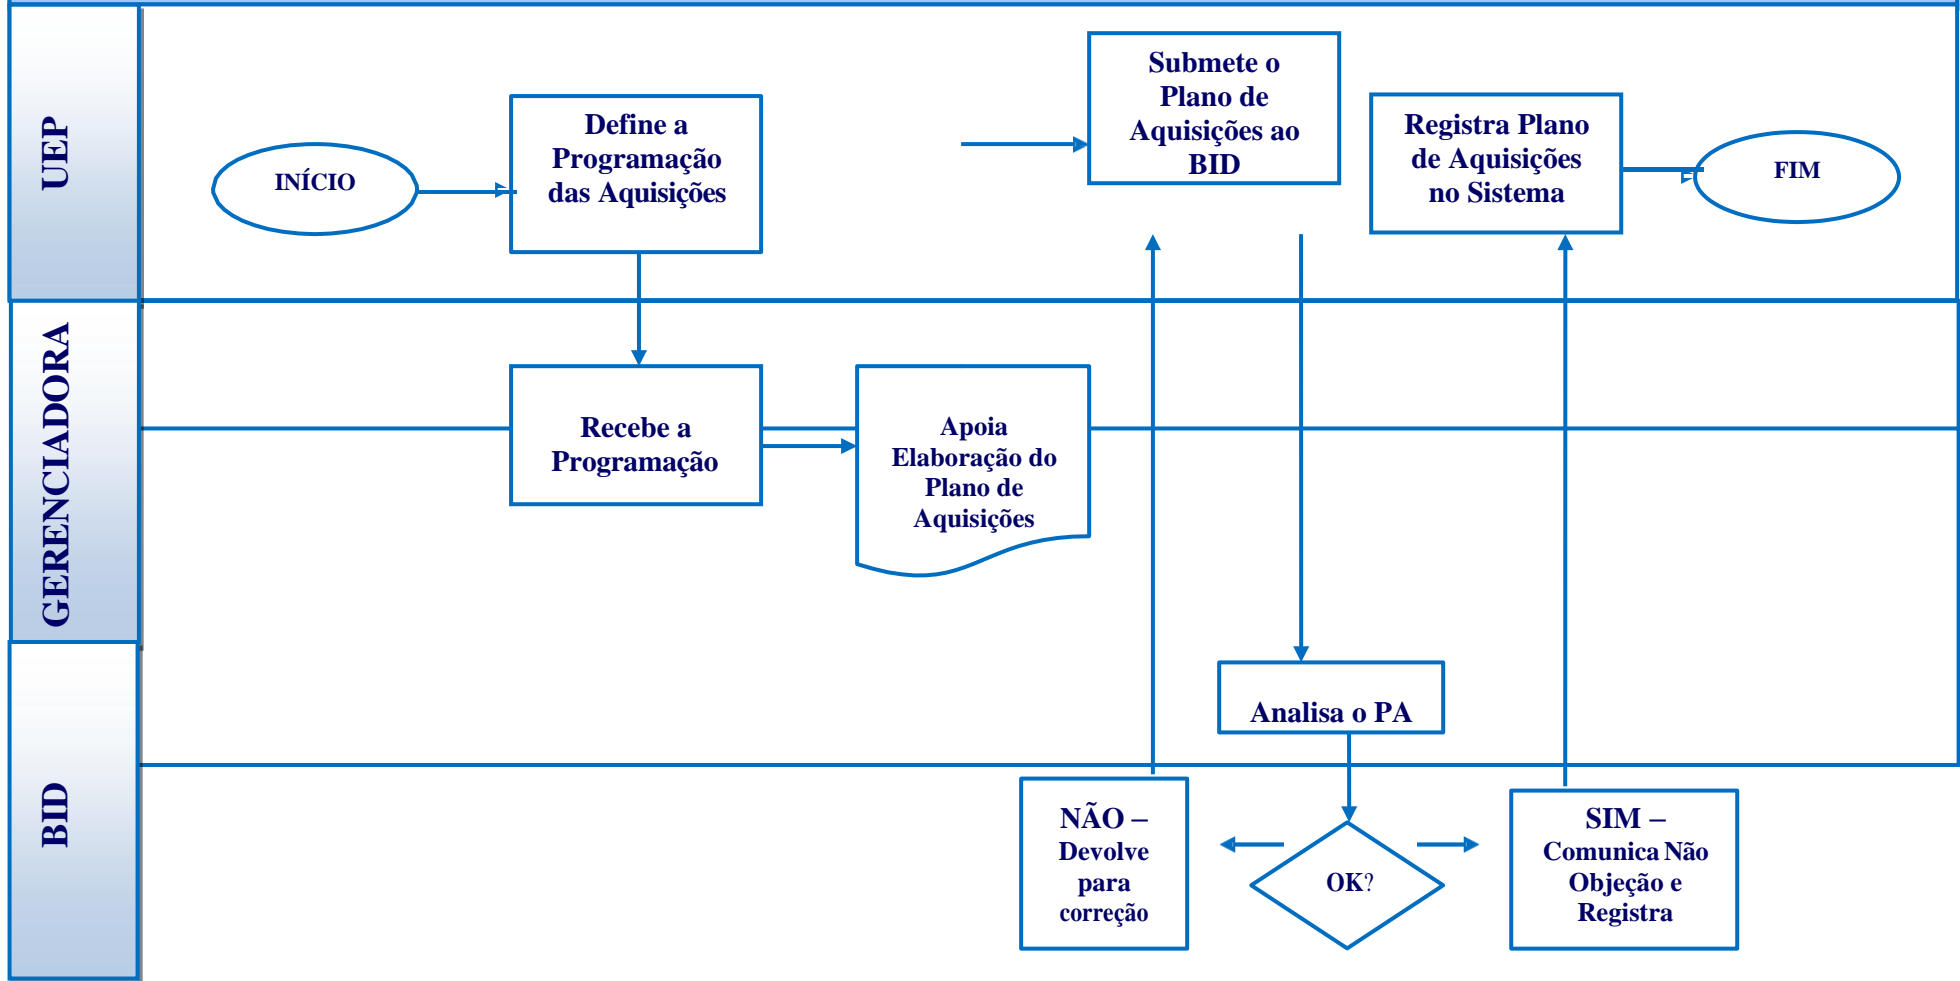 UEP
INÍCIO
Define a
Programação
das Aquisições
Submete o
Plano de
Aquisições ao
BID
Registra Plano
de Aquisições
no Sistema
FIM
GERENCIADORA
Recebe a
Programação
Apoia
Elaboração do
Plano de
Aquisições
BID
Analisa o PA
NÃO –
Devolve
para
correção
OK?
SIM –
Comunica Não
Objeção e
Registra